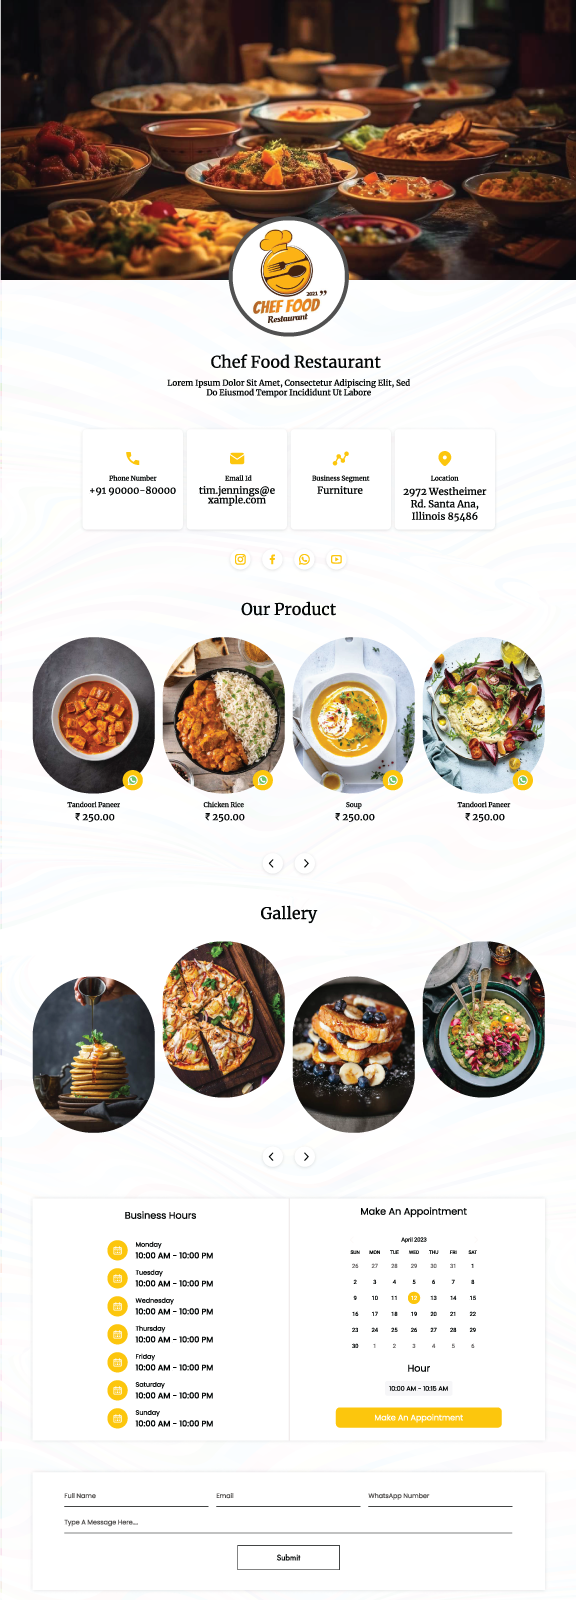 2021 ”
CHEF FOOD
Restaurant
Chef Food Restaurant
Lorem Ipsum Dolor Sit Amet, Consectetur Adipiscing Elit, Sed
Do Eiusmod Tempor Incididunt Ut Labore
Phone Number
+91 90000-80000
Email Id
tim.jennings@e
xample.com
Business Segment
Furniture
Location
2972 Westheimer
Rd. Santa Ana,
Illinois 85486
Our Product
Tandoori Paneer
₹ 250.00
Chicken Rice
₹ 250.00
Soup
₹ 250.00
Tandoori Paneer
₹ 250.00
Gallery
Business Hours
Monday
10:00 AM - 10:00 PM
Tuesday
10:00 AM - 10:00 PM
Wednesday
10:00 AM - 10:00 PM
Thursday
10:00 AM - 10:00 PM
Friday
10:00 AM - 10:00 PM
Saturday
10:00 AM - 10:00 PM
Sunday
10:00 AM - 10:00 PM
Make An Appointment
April 2023
SUN MON TUE WED THU FRI SAT
26 27 28 29 30 31 1
2 3 4 5 6 7 8
9 10 11 12 13 14 15
16 17 18 19 20 21 22
23 24 25 26 27 28 29
30 1 2 3 4 5 6
Hour
10:00 AM - 10:15 AM
Make An Appointment
Full Name
Email
WhatsApp Number
Type A Message Here...
Submit